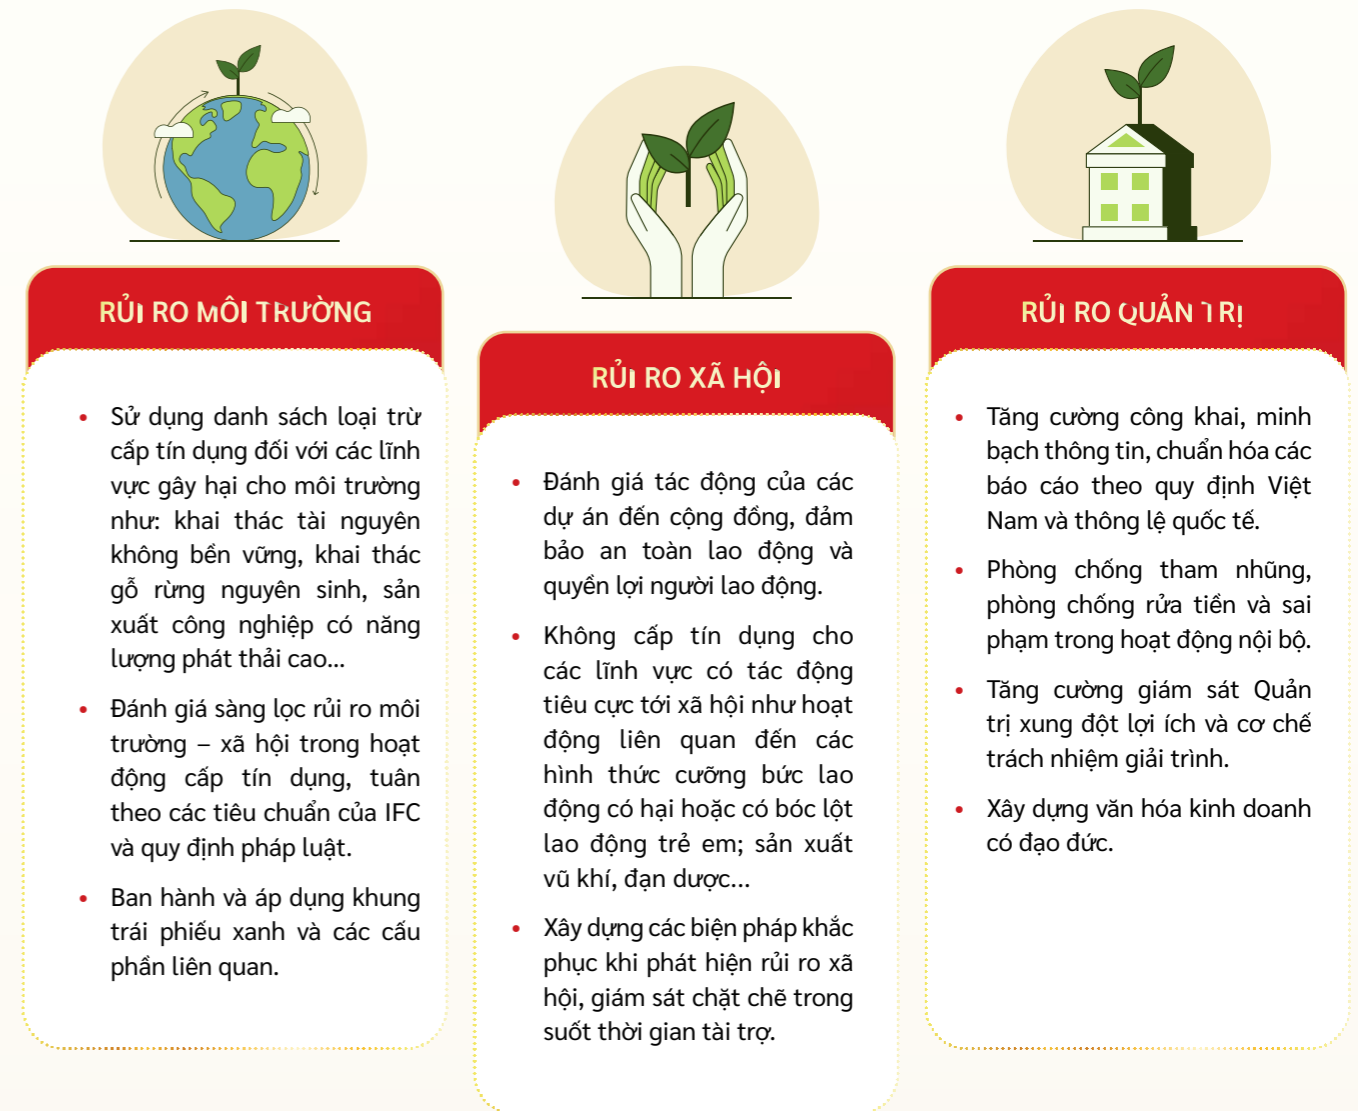 RỦI RO MÔI TRƯỜNG
• Sử dụng danh sách loại trừ
cấp tín dụng đối với các lĩnh
vực gây hại cho môi trường
như: khai thác tài nguyên
không bền vững, khai thác
gỗ rừng nguyên sinh, sản
xuất công nghiệp có năng
lượng phát thải cao...
• Đánh giá sàng lọc rủi ro môi
trường – xã hội trong hoạt
động cấp tín dụng, tuân
theo các tiêu chuẩn của IFC
và quy định pháp luật.
• Ban hành và áp dụng khung
trái phiếu xanh và các cấu
phần liên quan.
RỦI RO XÃ HỘI
• Đánh giá tác động của các
dự án đến cộng đồng, đảm
bảo an toàn lao động và
quyền lợi người lao động.
• Không cấp tín dụng cho
các lĩnh vực có tác động
tiêu cực tới xã hội như hoạt
động liên quan đến các
hình thức cưỡng bức lao
động có hại hoặc có bóc lột
lao động trẻ em; sản xuất
vũ khí, đạn dược...
• Xây dựng các biện pháp khắc
phục khi phát hiện rủi ro xã
hội, giám sát chặt chẽ trong
suốt thời gian tài trợ.
RỦI RO QUẢN TRỊ
• Tăng cường công khai, minh
bạch thông tin, chuẩn hóa các
báo cáo theo quy định Việt
Nam và thông lệ quốc tế.
• Phòng chống tham nhũng,
phòng chống rửa tiền và sai
phạm trong hoạt động nội bộ.
• Tăng cường giám sát Quản
trị xung đột lợi ích và cơ chế
trách nhiệm giải trình.
• Xây dựng văn hóa kinh doanh
có đạo đức.